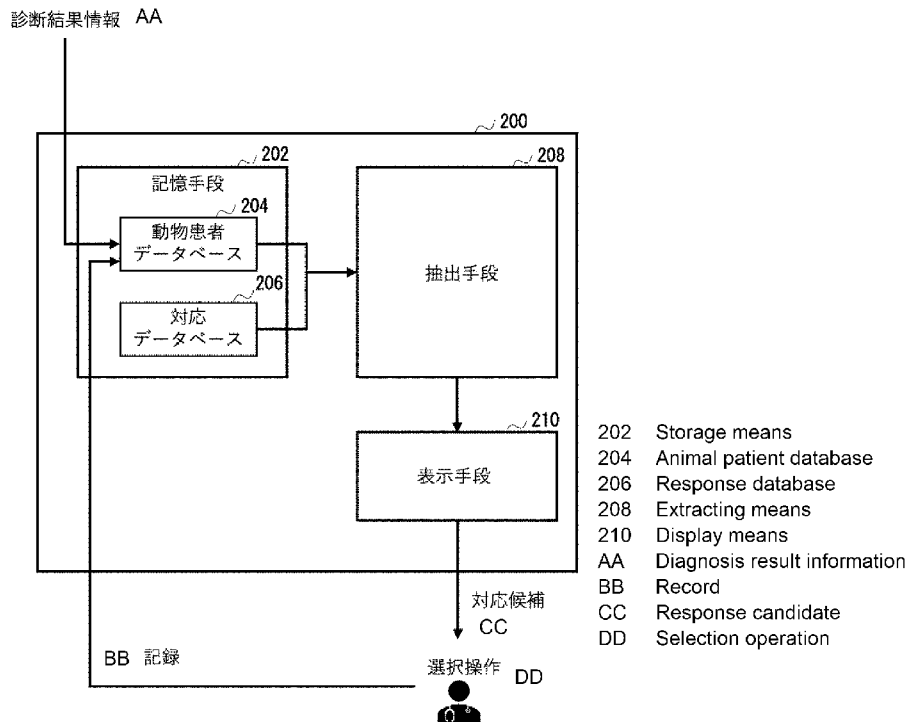 診断結果情報 AA
200
202
208
記憶手段
204
動物患者
データベース
抽出手段
206
対応
データベース
210
表示手段
202 Storage means
204 Animal patient database
206 Response database
208 Extracting means
210 Display means
AA Diagnosis result information
BB Record
CC Response candidate
DD Selection operation
対応候補
CC
BB 記録
選択操作
DD